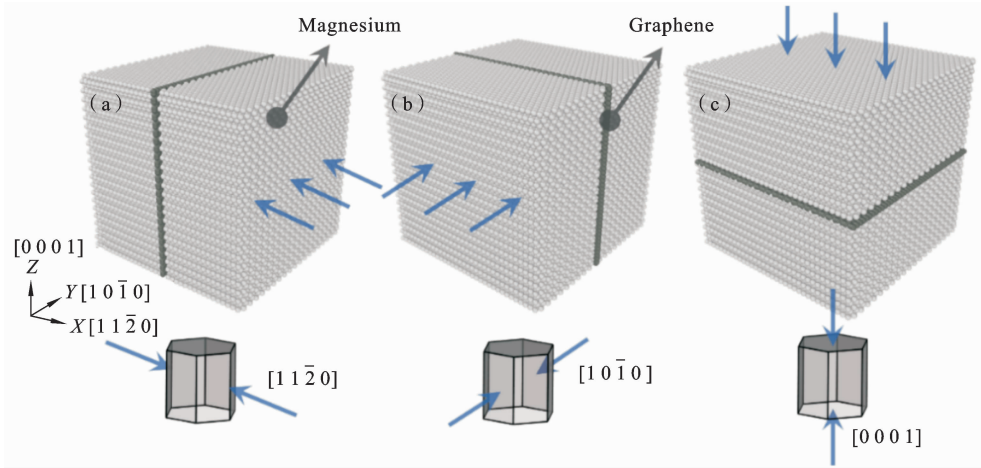 Magnesium
Graphene
(a)
(b)
(c)
[0 0 0 1]
Z
Y [1 0 1̄ 0]
X [1 1 2̄ 0]
[1 1 2̄ 0]
[1 0 1̄ 0]
[0 0 0 1]